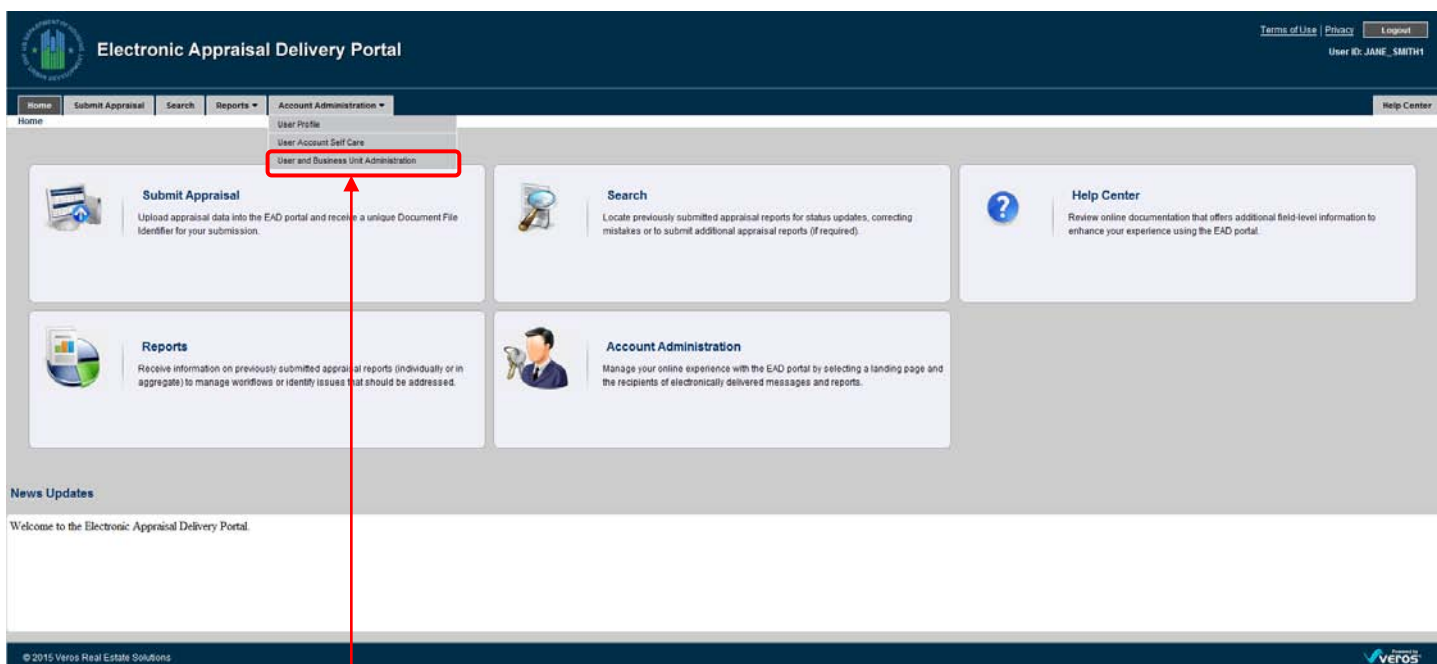 Terms of Use | Privacy Logout
Electronic Appraisal Delivery Portal
User ID: JANE_SMITH1
Home Submit Appraisal Search Reports Account Administration Help Center
Home
User Profile
User Account Self Care
User and Business Unit Administration
Submit Appraisal
Upload appraisal data into the EAD portal and receive a unique Document File
Identifier for your submission.
Search
Locate previously submitted appraisal reports for status updates, correcting
mistakes or to submit additional appraisal reports (if required).
Help Center
Review online documentation that offers additional field-level information to
enhance your experience using the EAD portal.
Reports
Receive information on previously submitted appraisal reports (individually or in
aggregate) to manage workflows or identify issues that should be addressed.
Account Administration
Manage your online experience with the EAD portal by selecting a landing page and
the recipients of electronically delivered messages and reports.
News Updates
Welcome to the Electronic Appraisal Delivery Portal.
© 2015 Veros Real Estate Solutions
Powered by
veros